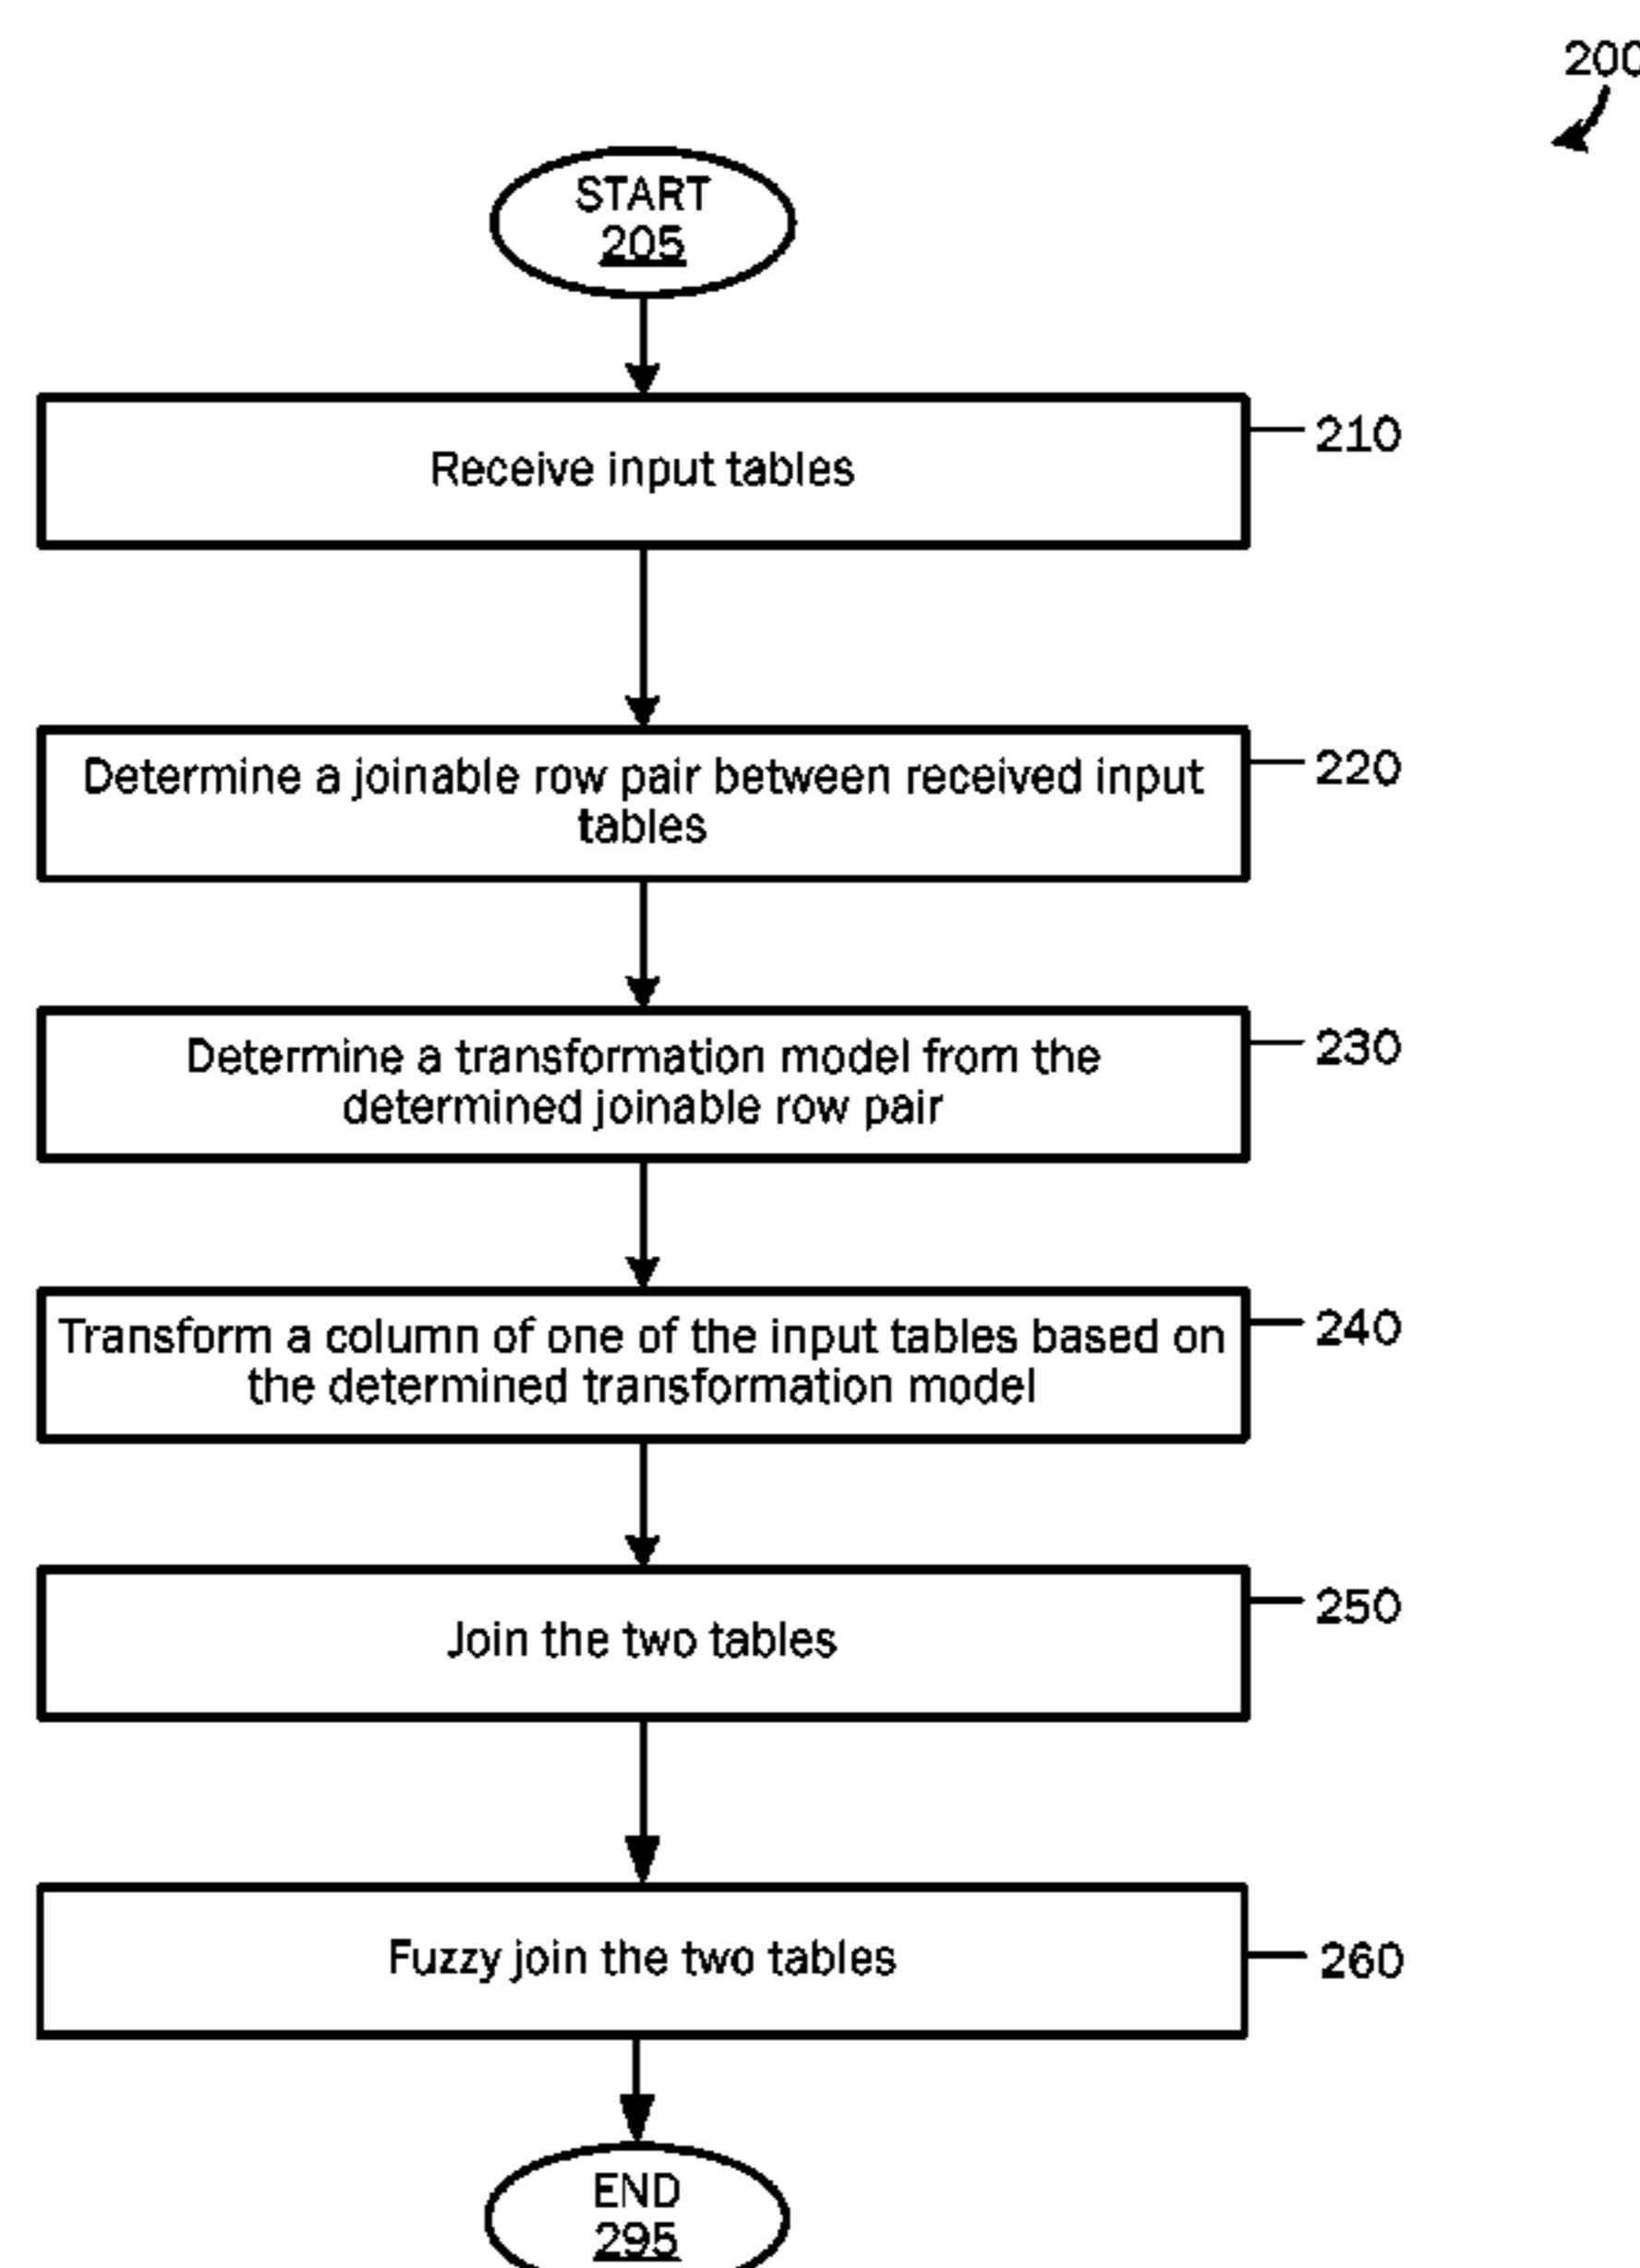 200
START
205
Receive input tables
210
Determine a joinable row pair between received input
tables
220
Determine a transformation model from the
determined joinable row pair
230
Transform a column of one of the input tables based on
the determined transformation model
240
Join the two tables
250
Fuzzy join the two tables
260
END
295